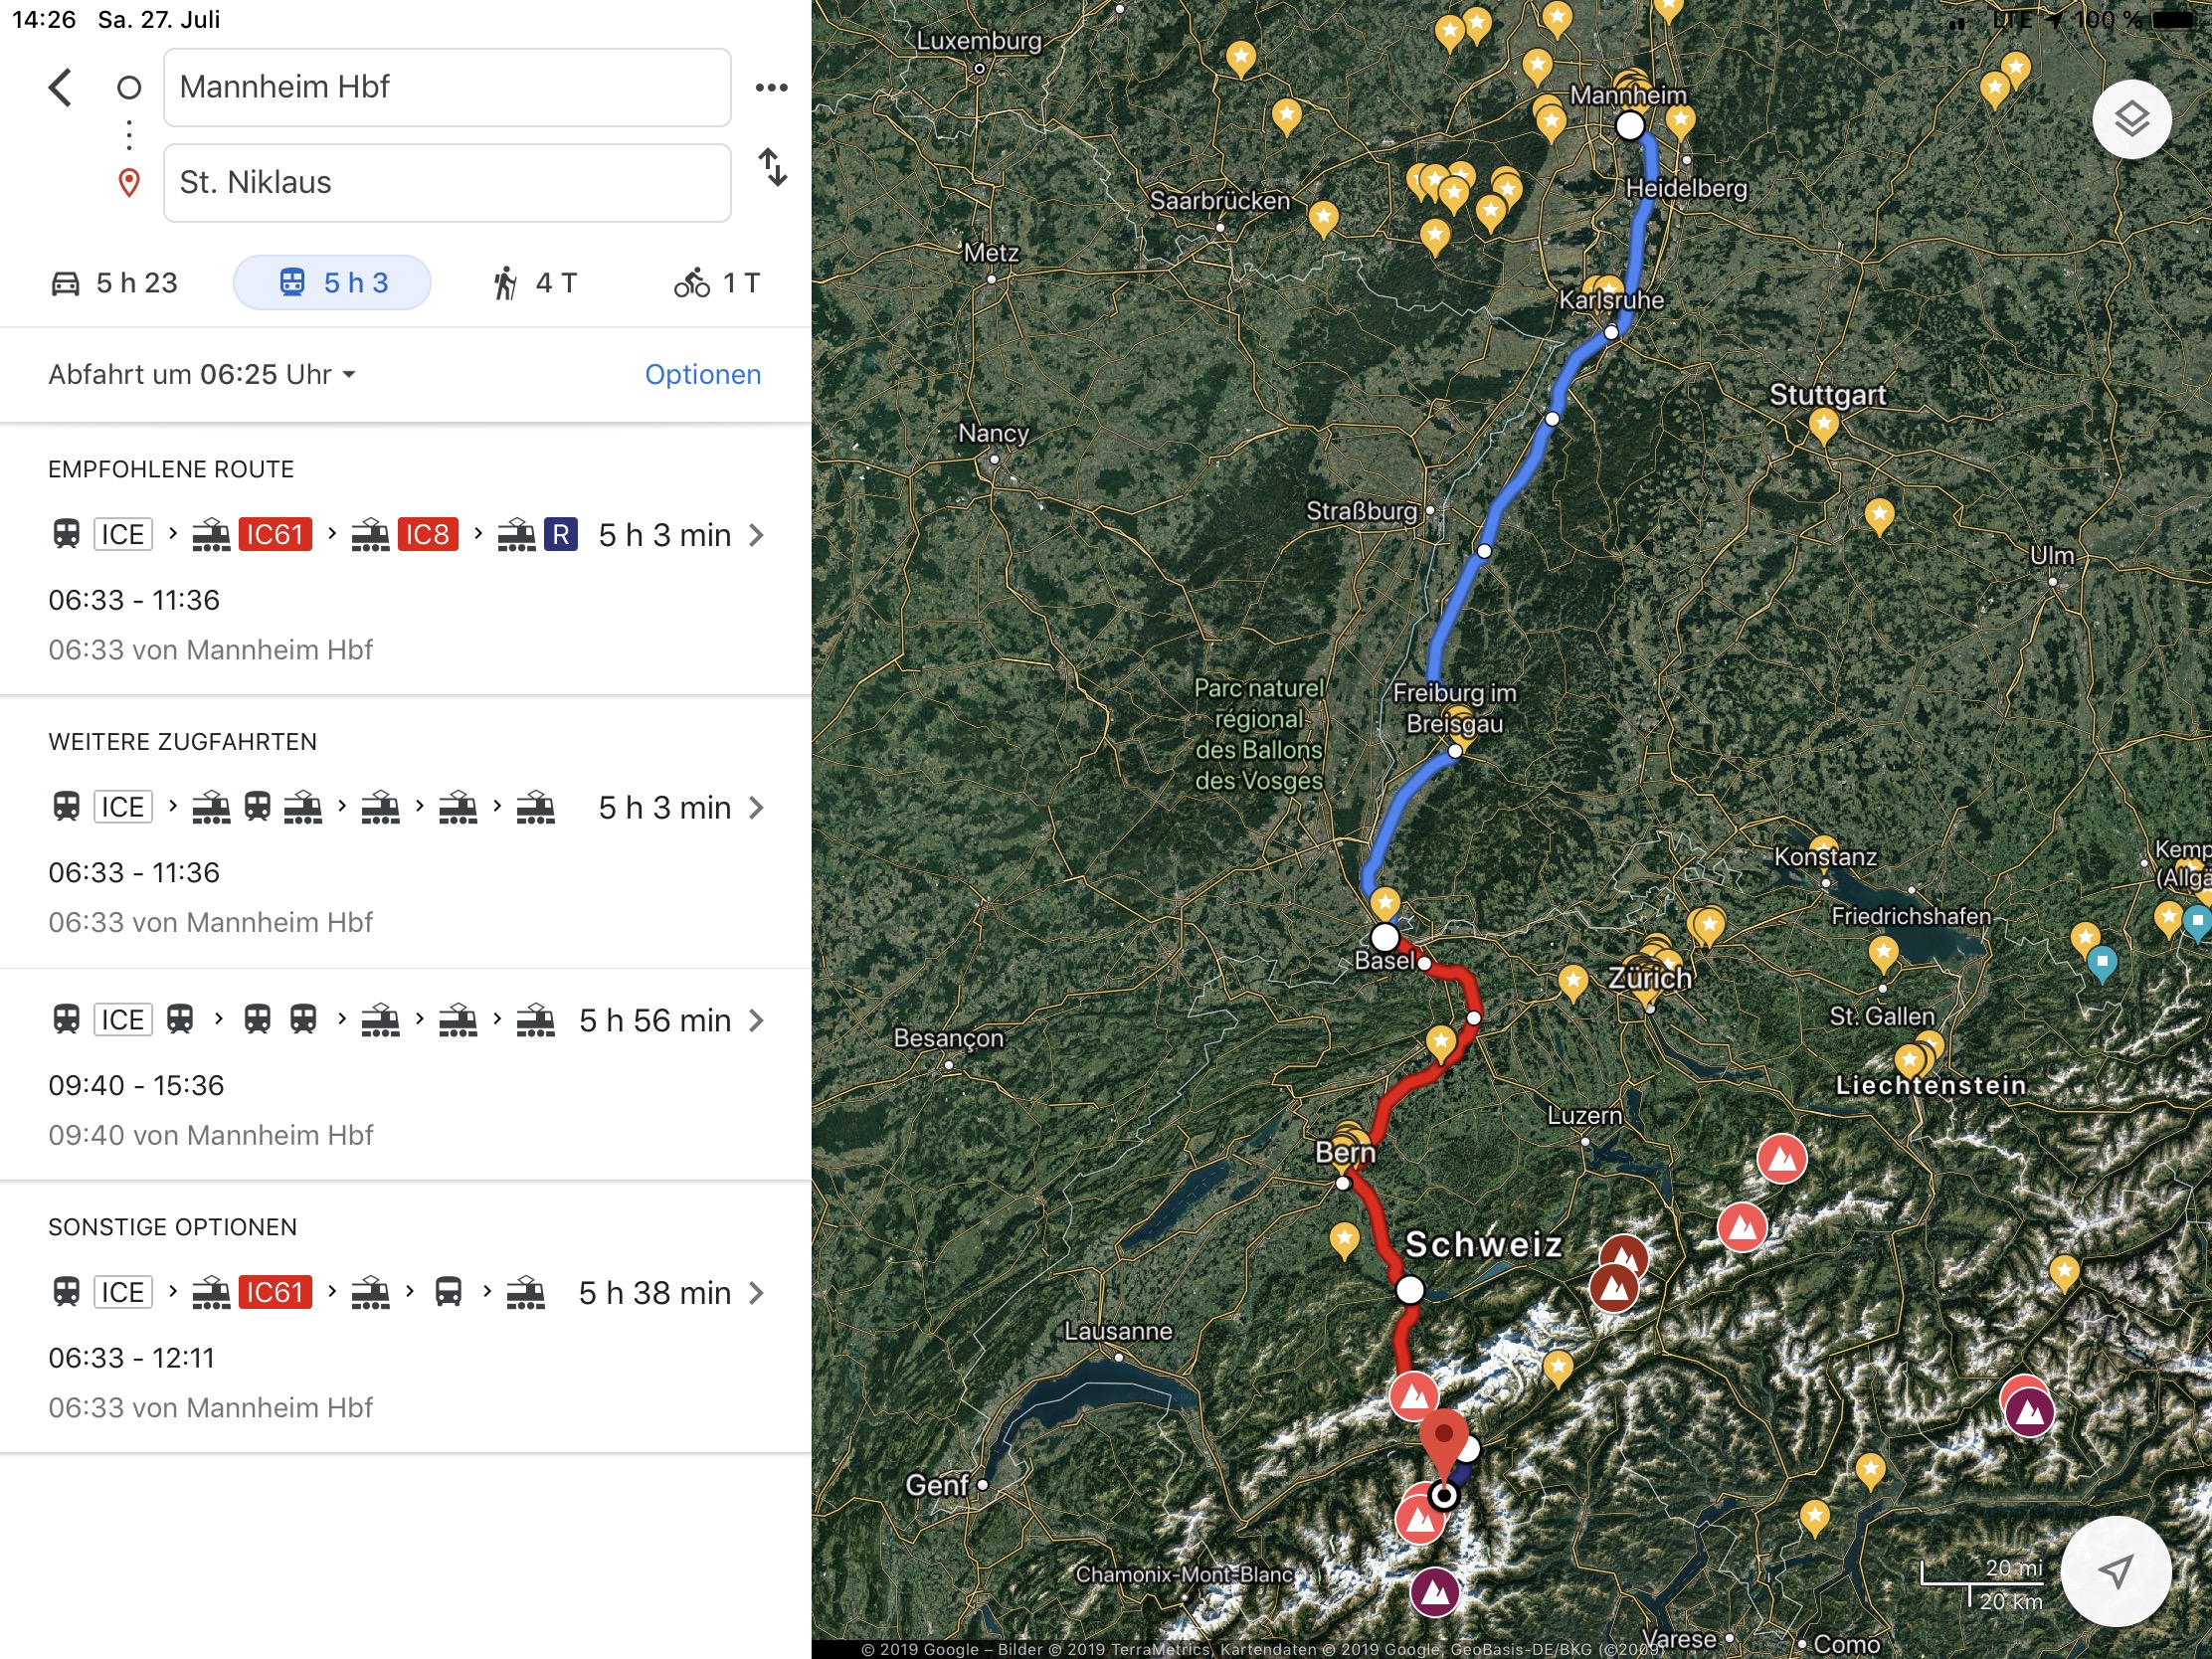 14:26 Sa. 27. Juli
LTE 100 %
Mannheim Hbf
St. Niklaus
5 h 23
5 h 3
4 T
1 T
Abfahrt um 06:25 Uhr
Optionen
EMPFOHLENE ROUTE
ICE IC61 IC8 R 5 h 3 min
06:33 - 11:36
06:33 von Mannheim Hbf
WEITERE ZUGFAHRTEN
ICE 5 h 3 min
06:33 - 11:36
06:33 von Mannheim Hbf
ICE 5 h 56 min
09:40 - 15:36
09:40 von Mannheim Hbf
SONSTIGE OPTIONEN
ICE IC61 5 h 38 min
06:33 - 12:11
06:33 von Mannheim Hbf
Luxemburg
Mannheim
Heidelberg
Saarbrücken
Metz
Karlsruhe
Stuttgart
Nancy
Straßburg
Ulm
Parc naturel
régional
des Ballons
des Vosges
Freiburg im
Breisgau
Konstanz
Kemp
(Allgä
Friedrichshafen
Basel
Zürich
St. Gallen
Besançon
Liechtenstein
Luzern
Bern
Schweiz
Lausanne
Genf
Chamonix-Mont-Blanc
20 mi
20 km
Varese
Como
© 2019 Google – Bilder © 2019 TerraMetrics, Kartendaten © 2019 Google, GeoBasis-DE/BKG (©2009)